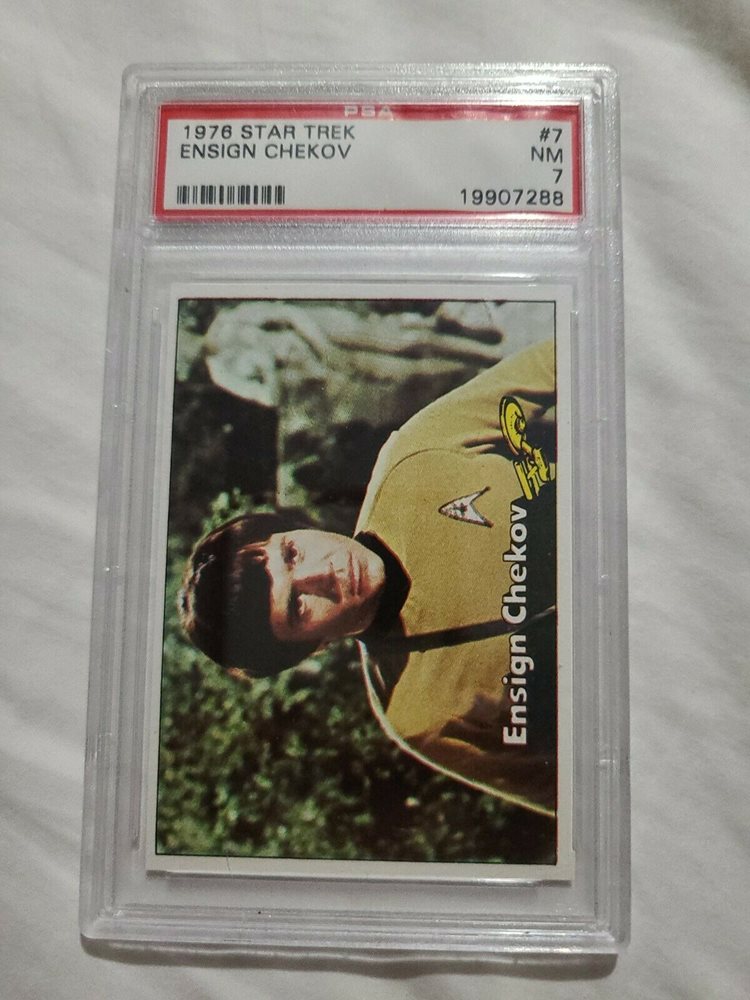 PSA
1976 STAR TREK #7
ENSIGN CHEKOV NM
7
19907288
Ensign Chekov